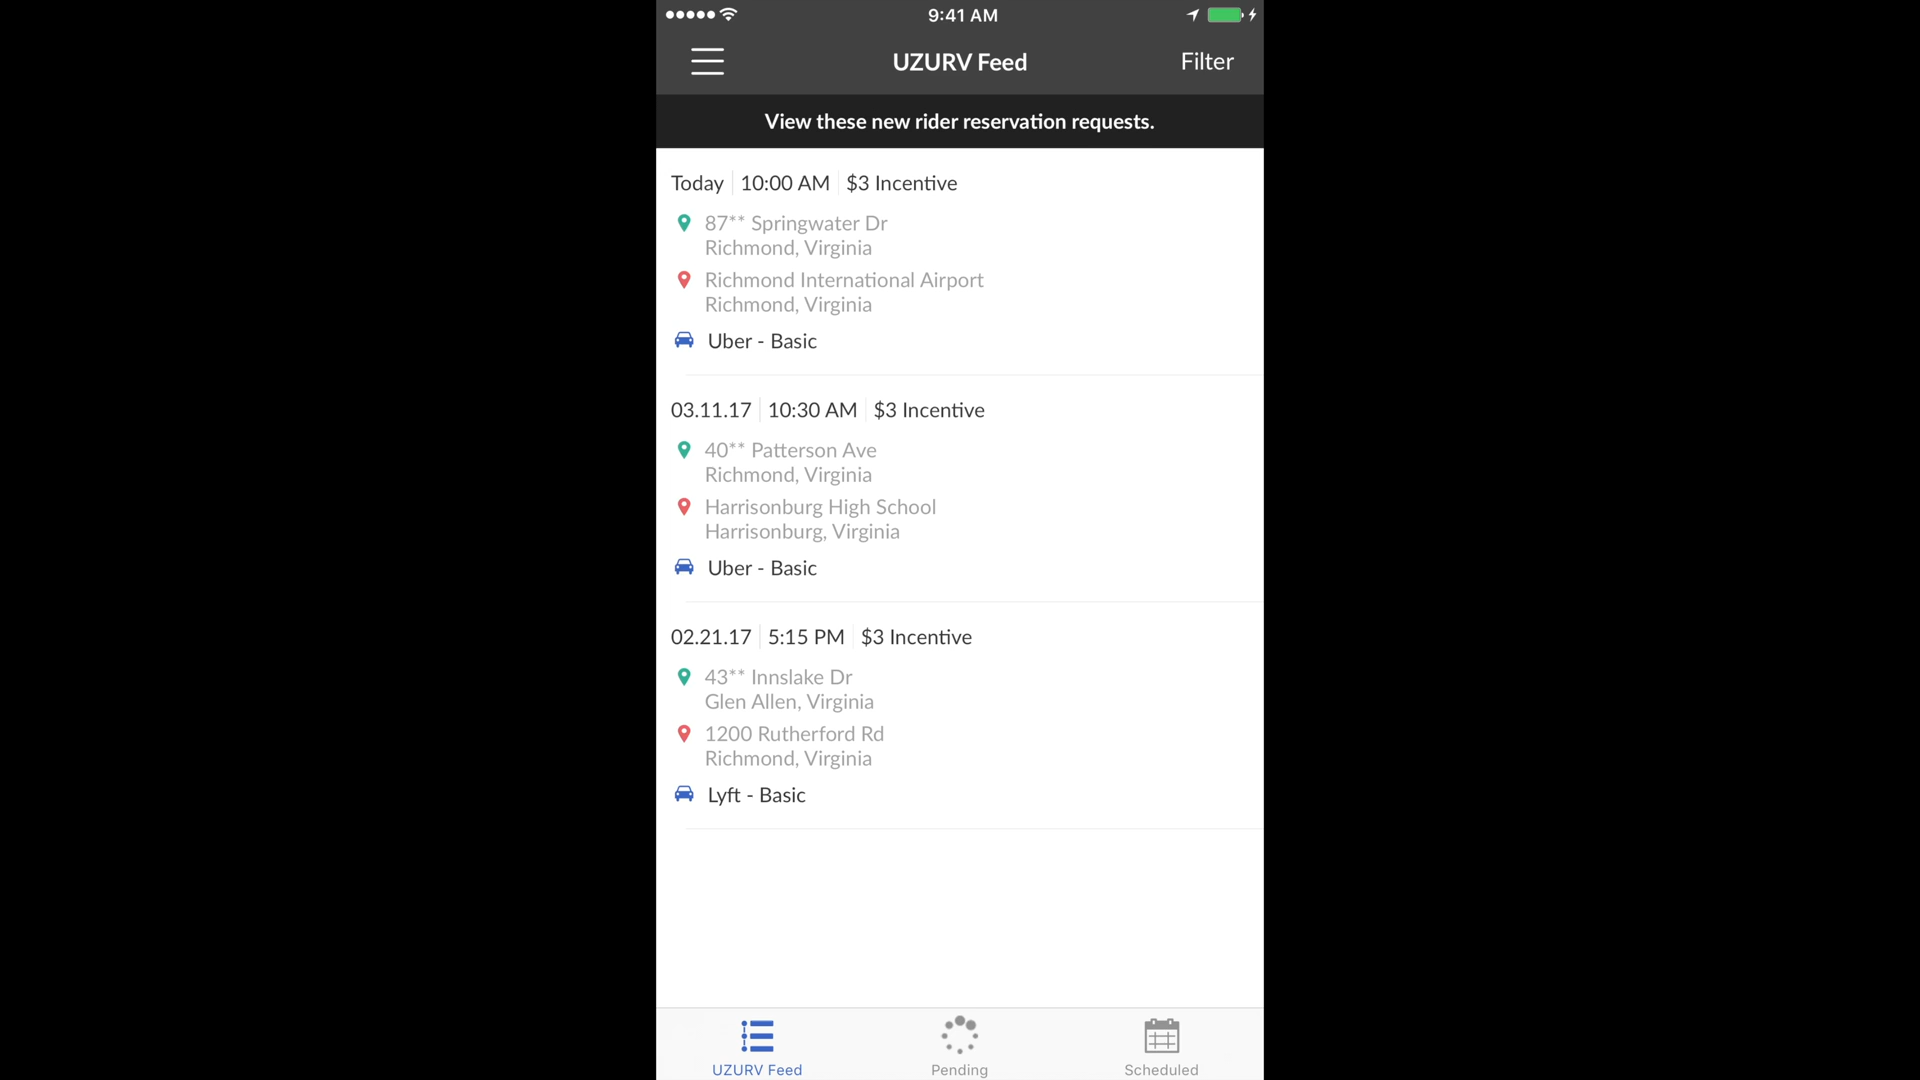 9:41 AM
UZURV Feed
Filter
View these new rider reservation requests.
Today 10:00 AM $3 Incentive
87** Springwater Dr
Richmond, Virginia
Richmond International Airport
Richmond, Virginia
Uber - Basic
03.11.17 10:30 AM $3 Incentive
40** Patterson Ave
Richmond, Virginia
Harrisonburg High School
Harrisonburg, Virginia
Uber - Basic
02.21.17 5:15 PM $3 Incentive
43** Innslake Dr
Glen Allen, Virginia
1200 Rutherford Rd
Richmond, Virginia
Lyft - Basic
UZURV Feed
Pending
Scheduled